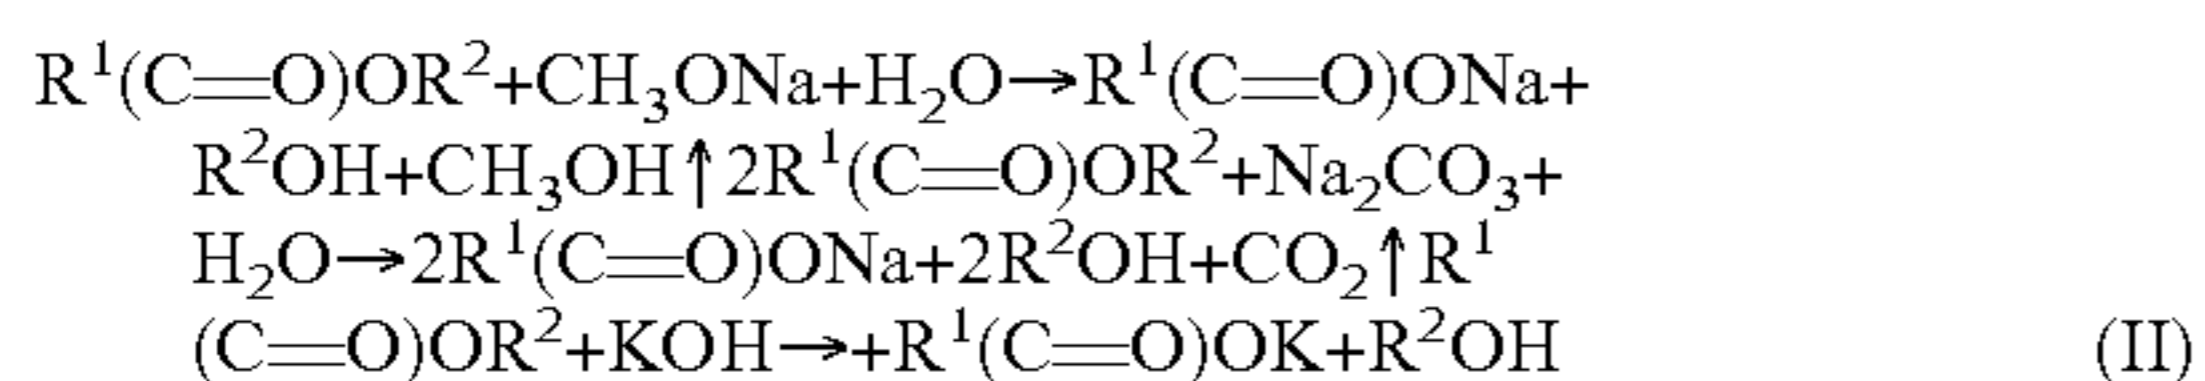 R¹(C═O)OR²+CH₃ONa+H₂O→R¹(C═O)ONa+
R²OH+CH₃OH↑2R¹(C═O)OR²+Na₂CO₃+
H₂O→2R¹(C═O)ONa+2R²OH+CO₂↑R¹
(C═O)OR²+KOH→+R¹(C═O)OK+R²OH (II)